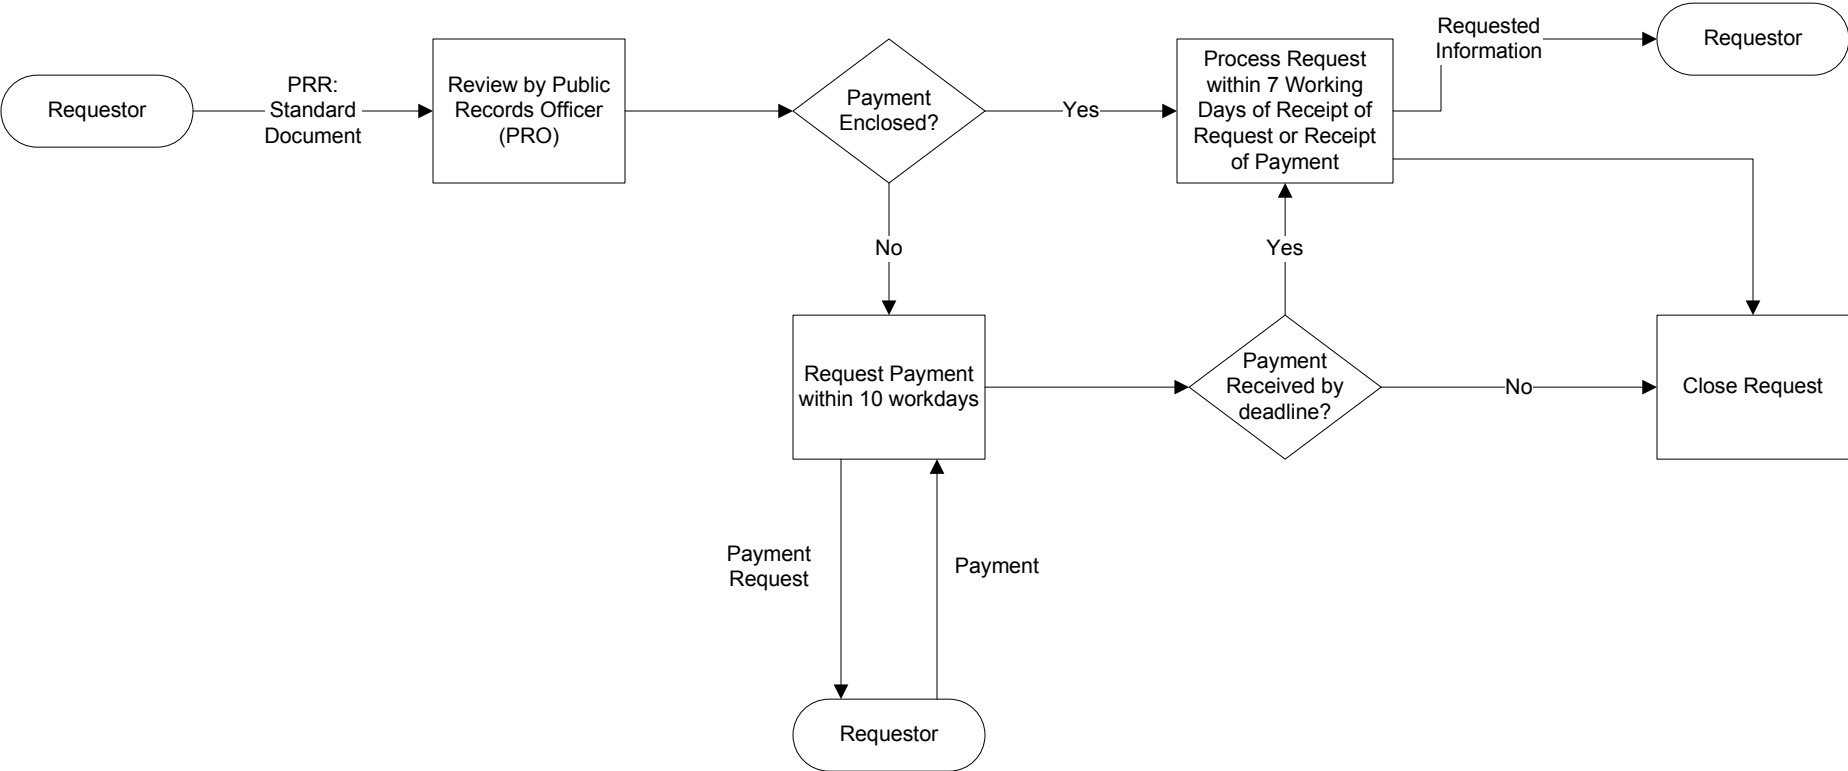 Requestor
PRR:
Standard
Document
Review by Public
Records Officer
(PRO)
Payment
Enclosed?
Yes
Process Request
within 7 Working
Days of Receipt of
Request or Receipt
of Payment
Requested
Information
Requestor
No
Yes
Request Payment
within 10 workdays
Payment
Received by
deadline?
No
Close Request
Payment
Request
Payment
Requestor